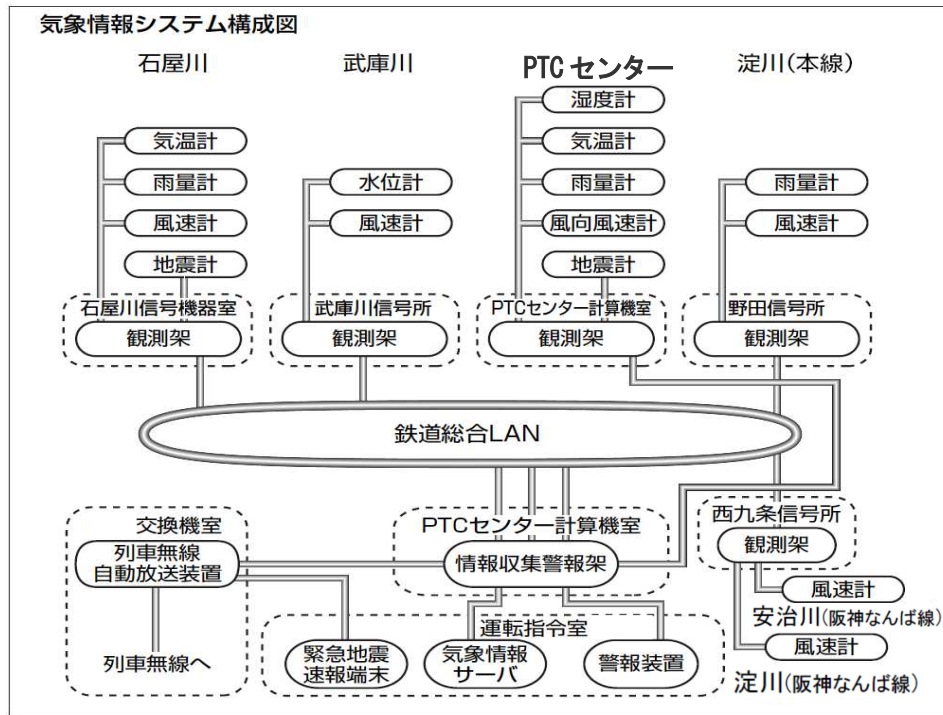 気象情報システム構成図
石屋川
武庫川
PTC センター
淀川(本線)
湿度計
気温計
気温計
雨量計
水位計
雨量計
雨量計
風速計
風速計
風向風速計
風速計
地震計
地震計
石屋川信号機器室
武庫川信号所
PTCセンター計算機室
野田信号所
観測架
観測架
観測架
観測架
鉄道総合LAN
交換機室
PTCセンター計算機室
西九条信号所
列車無線
自動放送装置
情報収集警報架
観測架
風速計
安治川(阪神なんば線)
運転指令室
列車無線へ
緊急地震
速報端末
気象情報
サーバ
警報装置
風速計
淀川(阪神なんば線)